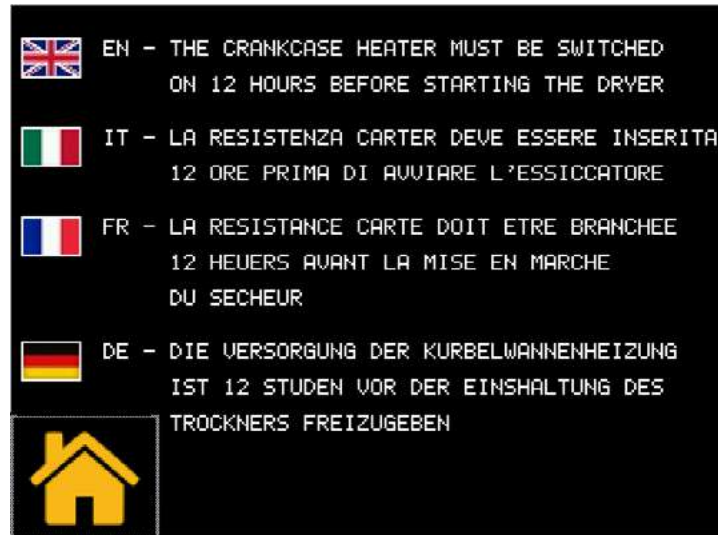 EN - THE CRANKCASE HEATER MUST BE SWITCHED
ON 12 HOURS BEFORE STARTING THE DRYER
IT - LA RESISTENZA CARTER DEVE ESSERE INSERITA
12 ORE PRIMA DI AVVIARE L'ESSICCATORE
FR - LA RESISTANCE CARTE DOIT ETRE BRANCHEE
12 HEUERS AVANT LA MISE EN MARCHE
DU SECHEUR
DE - DIE VERSORGUNG DER KURBELWANNENHEIZUNG
IST 12 STUDEN VOR DER EINSHALTUNG DES
TROCKNERS FREIZUGEBEN